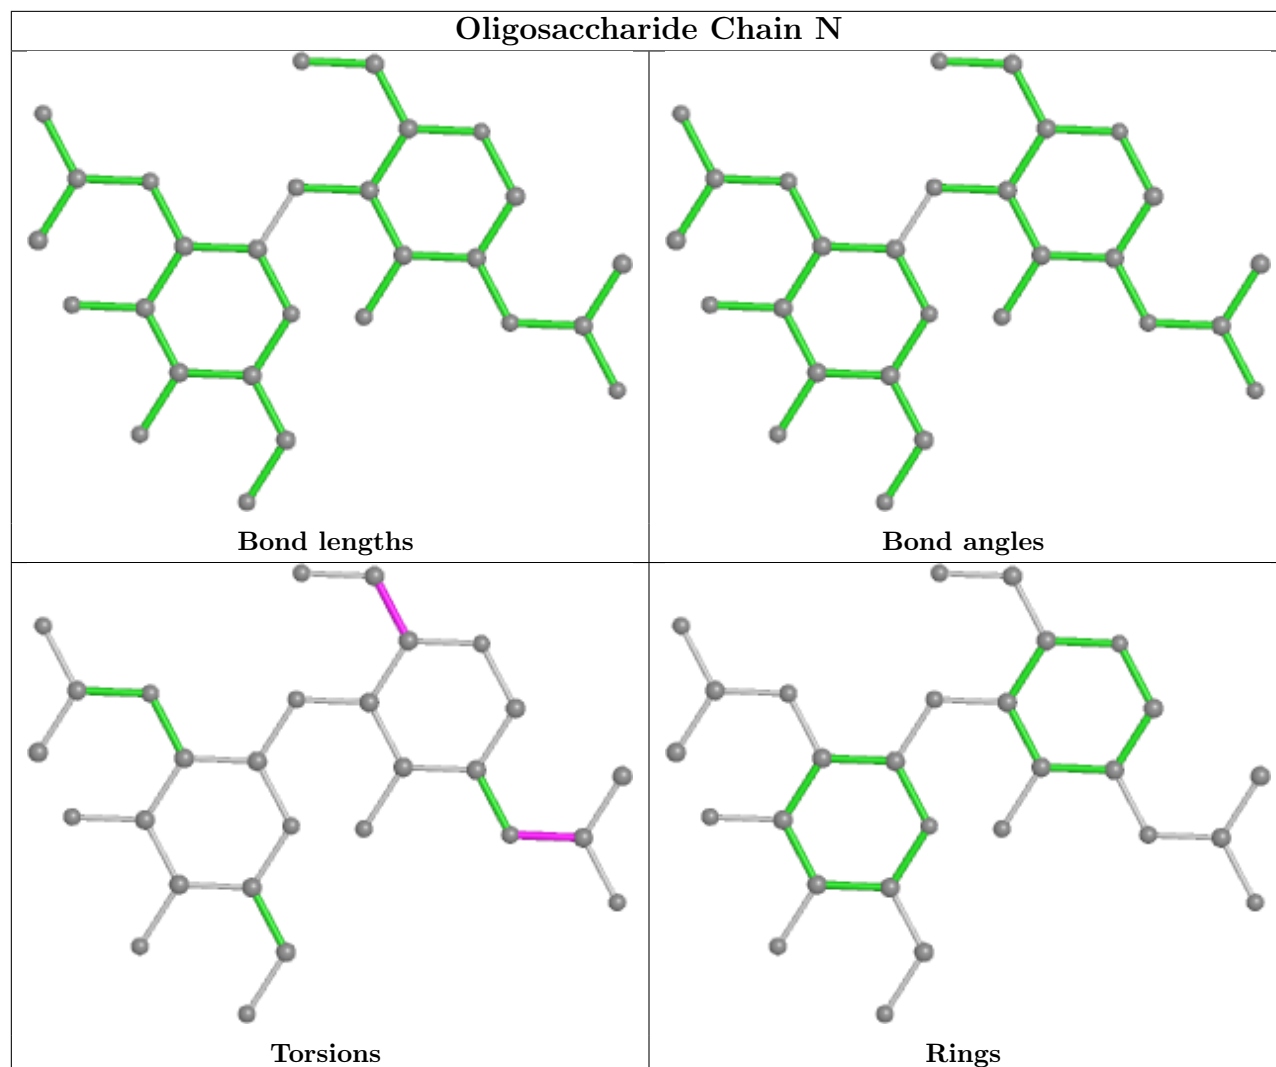 Oligosaccharide Chain N
Bond lengths
Bond angles
Torsions
Rings